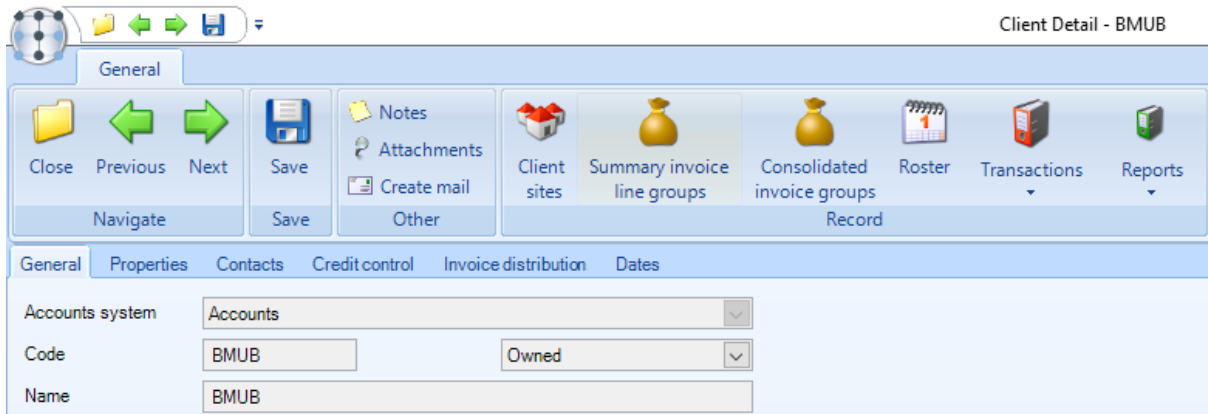 Client Detail - BMUB
General
Notes
Attachments
Create mail
Close Previous Next Save Client sites Summary invoice line groups Consolidated invoice groups Roster Transactions Reports
1
Navigate Save Other Record
General Properties Contacts Credit control Invoice distribution Dates
Accounts system Accounts
Code BMUB Owned
Name BMUB